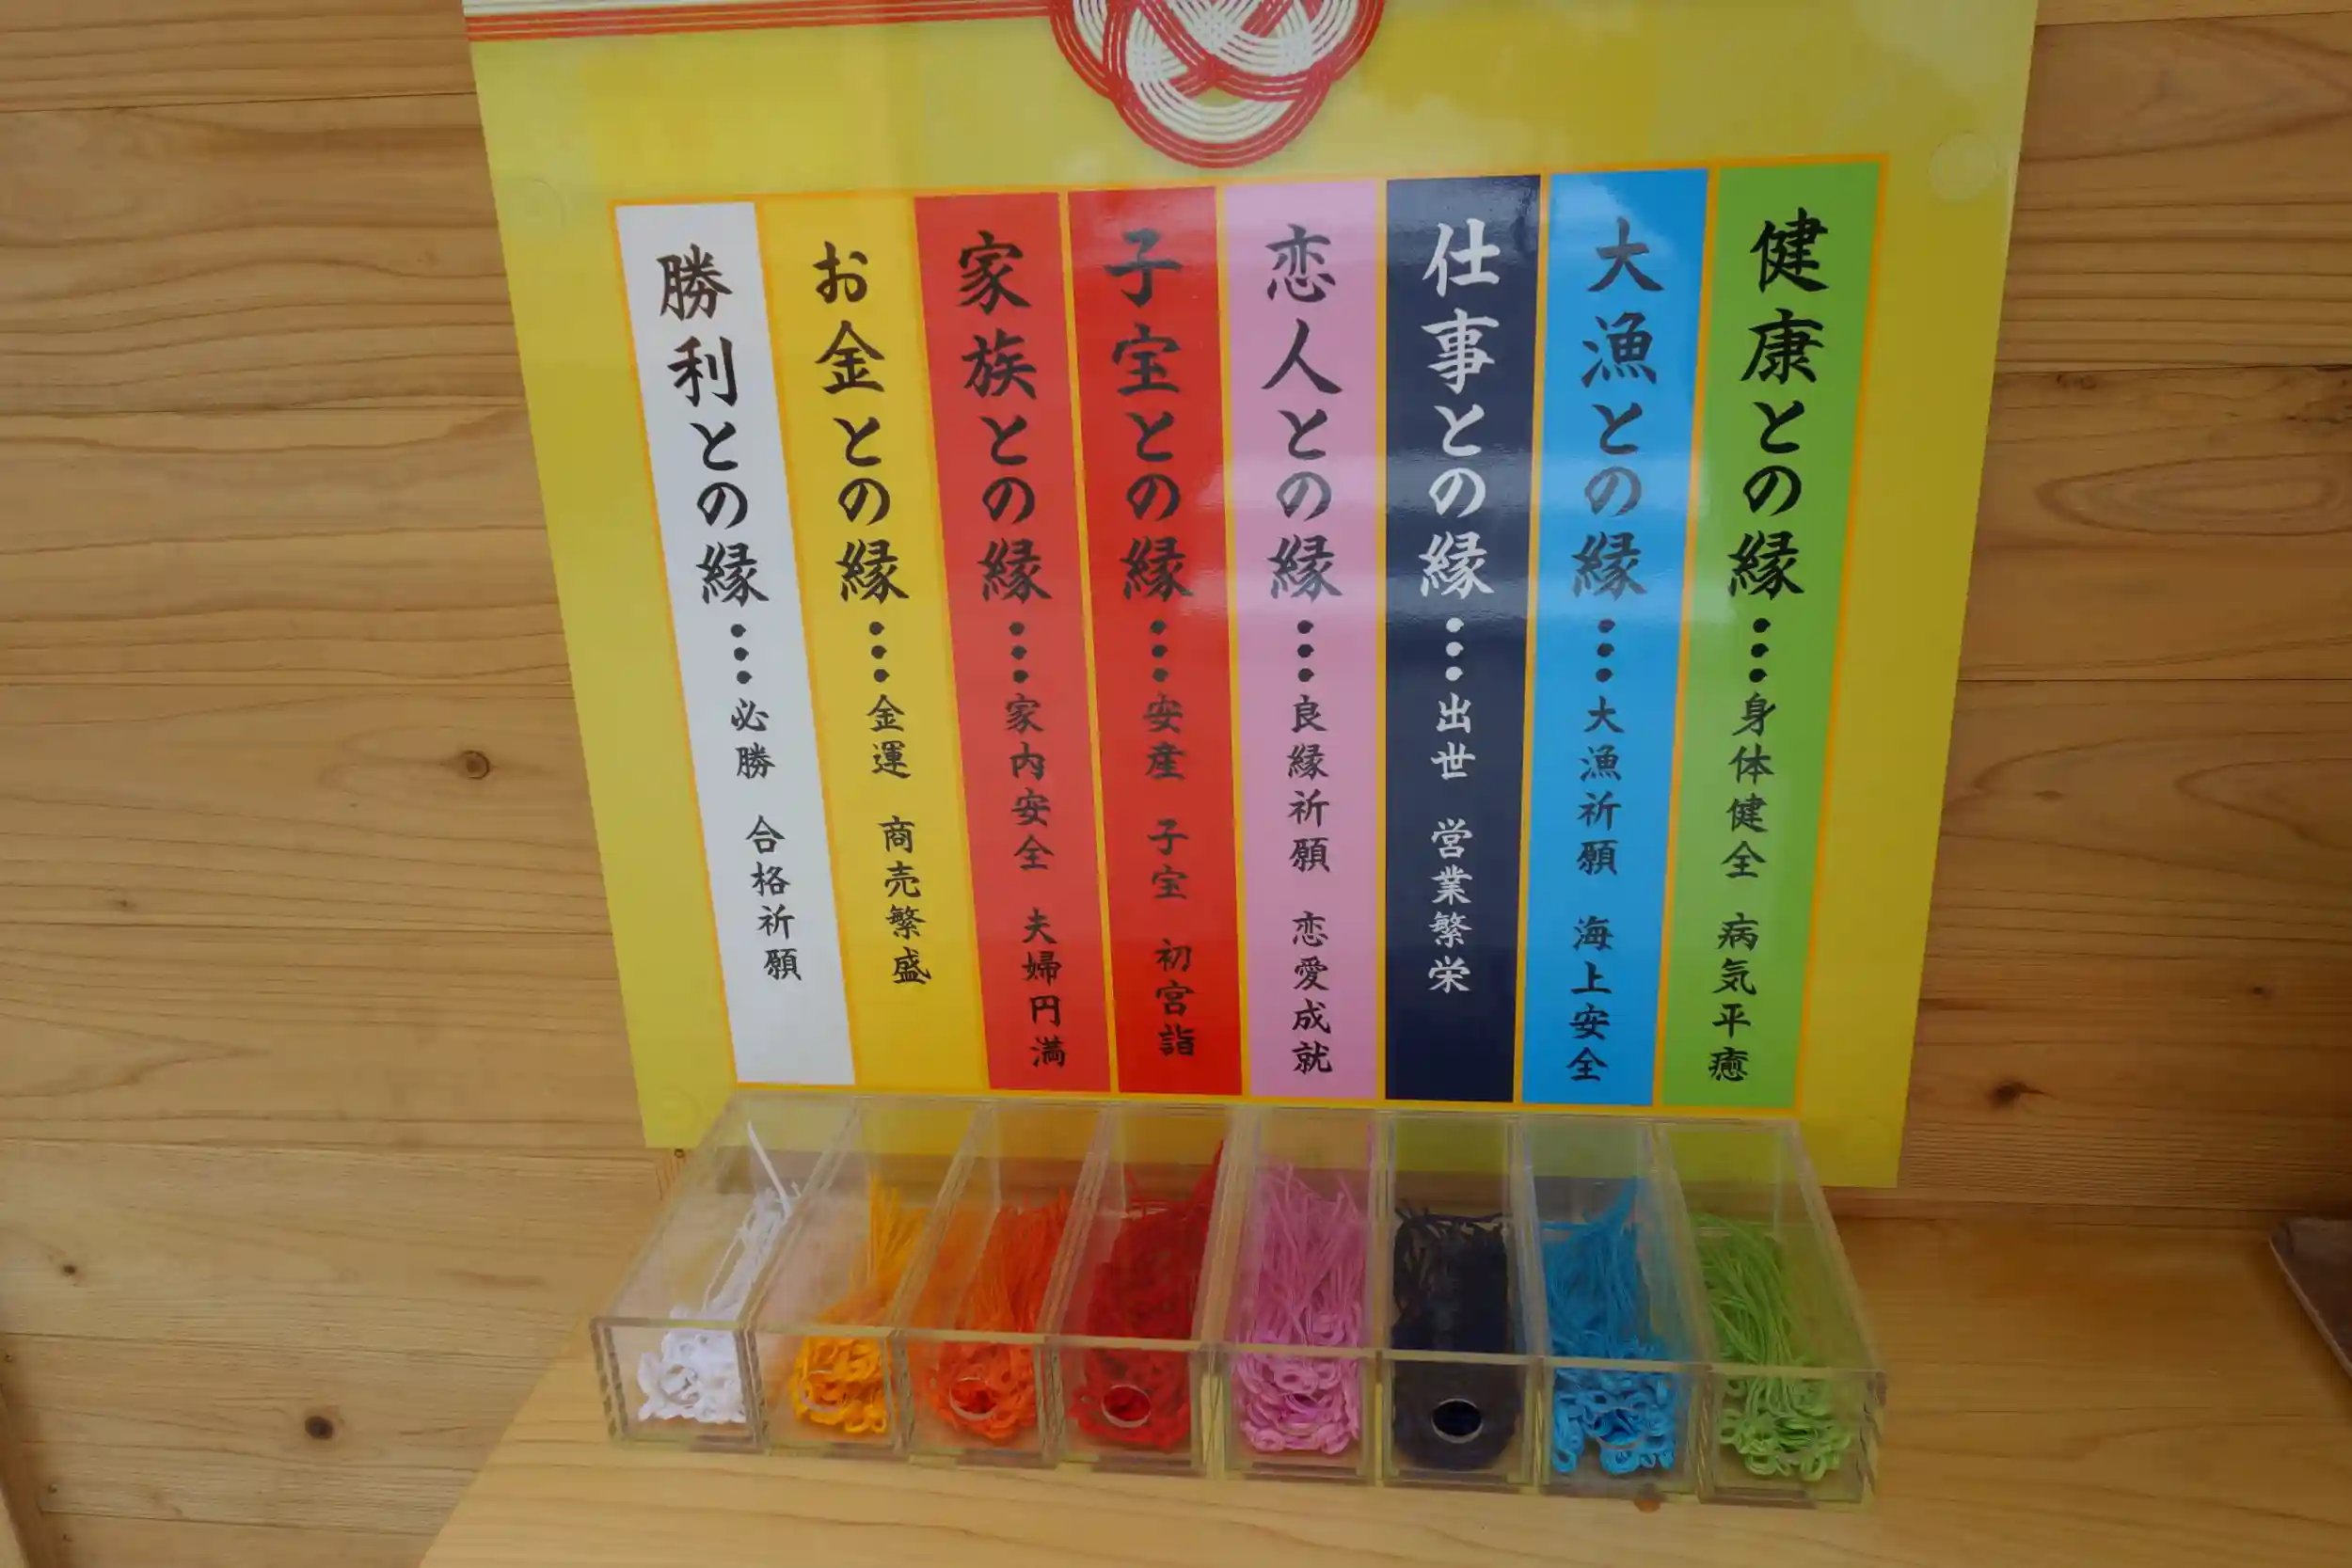 健康との縁…身体健全 病気平癒
大漁との縁…大漁祈願 海上安全
仕事との縁…出世 営業繁栄
恋人との縁…良縁祈願 恋愛成就
子宝との縁…安産 子宝 初宮詣
家族との縁…家内安全 夫婦円満
お金との縁…金運 商売繁盛
勝利との縁…必勝 合格祈願